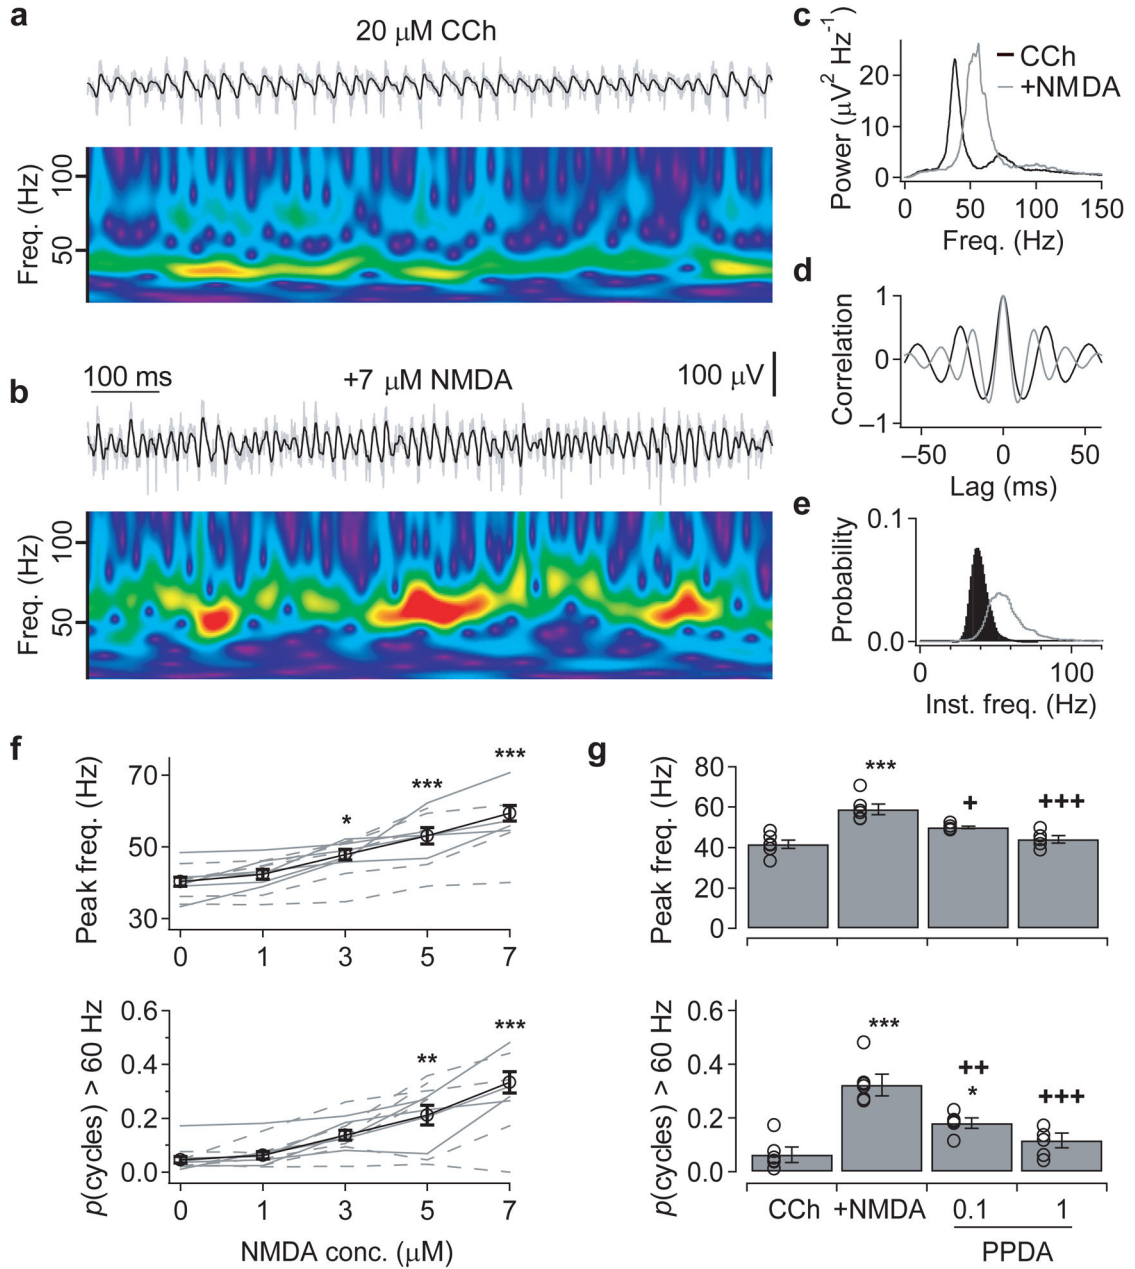 a
20 μM CCh
Freq. (Hz)
100
50
b
100 ms
+7 μM NMDA
100 μV
Freq. (Hz)
100
50
c
Power (μV² Hz⁻¹)
20
10
0
CCh
+NMDA
0 50 100 150
Freq. (Hz)
d
Correlation
1
0
–1
–50 0 50
Lag (ms)
e
Probability
0.1
0.0
0 100
Inst. freq. (Hz)
f
Peak freq. (Hz)
70
50
30
* *** ***
0 1 3 5 7
p(cycles) > 60 Hz
0.6
0.4
0.2
0.0
** ***
0 1 3 5 7
NMDA conc. (μM)
g
Peak freq. (Hz)
80
60
40
20
0
*** + +++
p(cycles) > 60 Hz
0.6
0.4
0.2
0.0
***
++
* +++
CCh +NMDA 0.1 1
PPDA